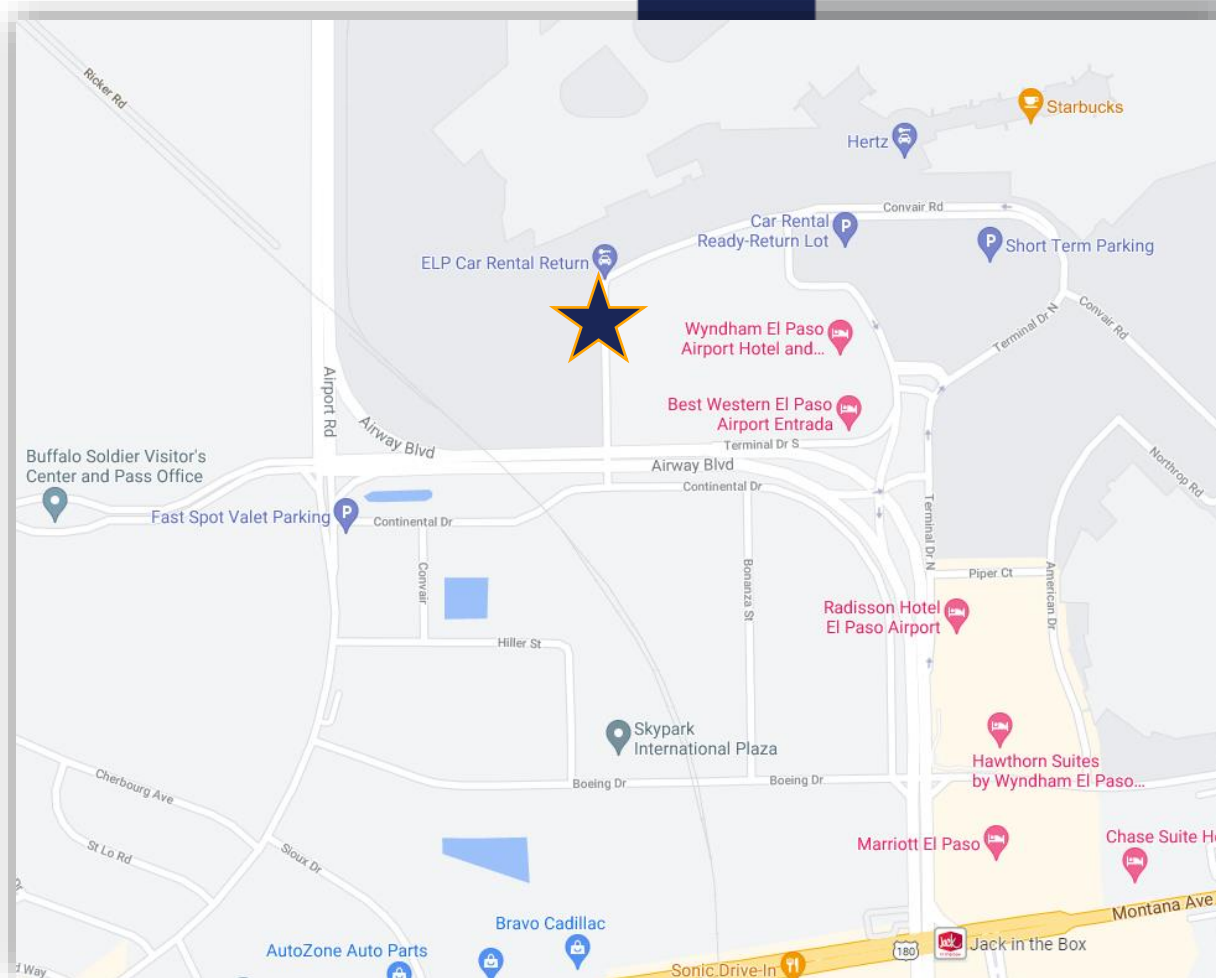 Ricker Rd
Starbucks
Hertz
Convair Rd
Car Rental
Ready-Return Lot
P
P
Short Term Parking
ELP Car Rental Return
Terminal Dr N
Convair Rd
Wyndham El Paso
Airport Hotel and...
Airport Rd
Airway Blvd
Best Western El Paso
Airport Entrada
Terminal Dr S
Buffalo Soldier Visitor's
Center and Pass Office
Airway Blvd
Northrop Rd
Continental Dr
Fast Spot Valet Parking
P
Continental Dr
Terminal Dr N
Convair
Bonanza St
Piper Ct
American Dr
Radisson Hotel
El Paso Airport
Hiller St
Skypark
International Plaza
Hawthorn Suites
by Wyndham El Paso...
Boeing Dr
Boeing Dr
Cherbourg Ave
St Lo Rd
Sioux Dr
Marriott El Paso
Chase Suite H
Montana Ave
Bravo Cadillac
AutoZone Auto Parts
180
Jack
Jack in the Box
Sonic Drive-In
Way